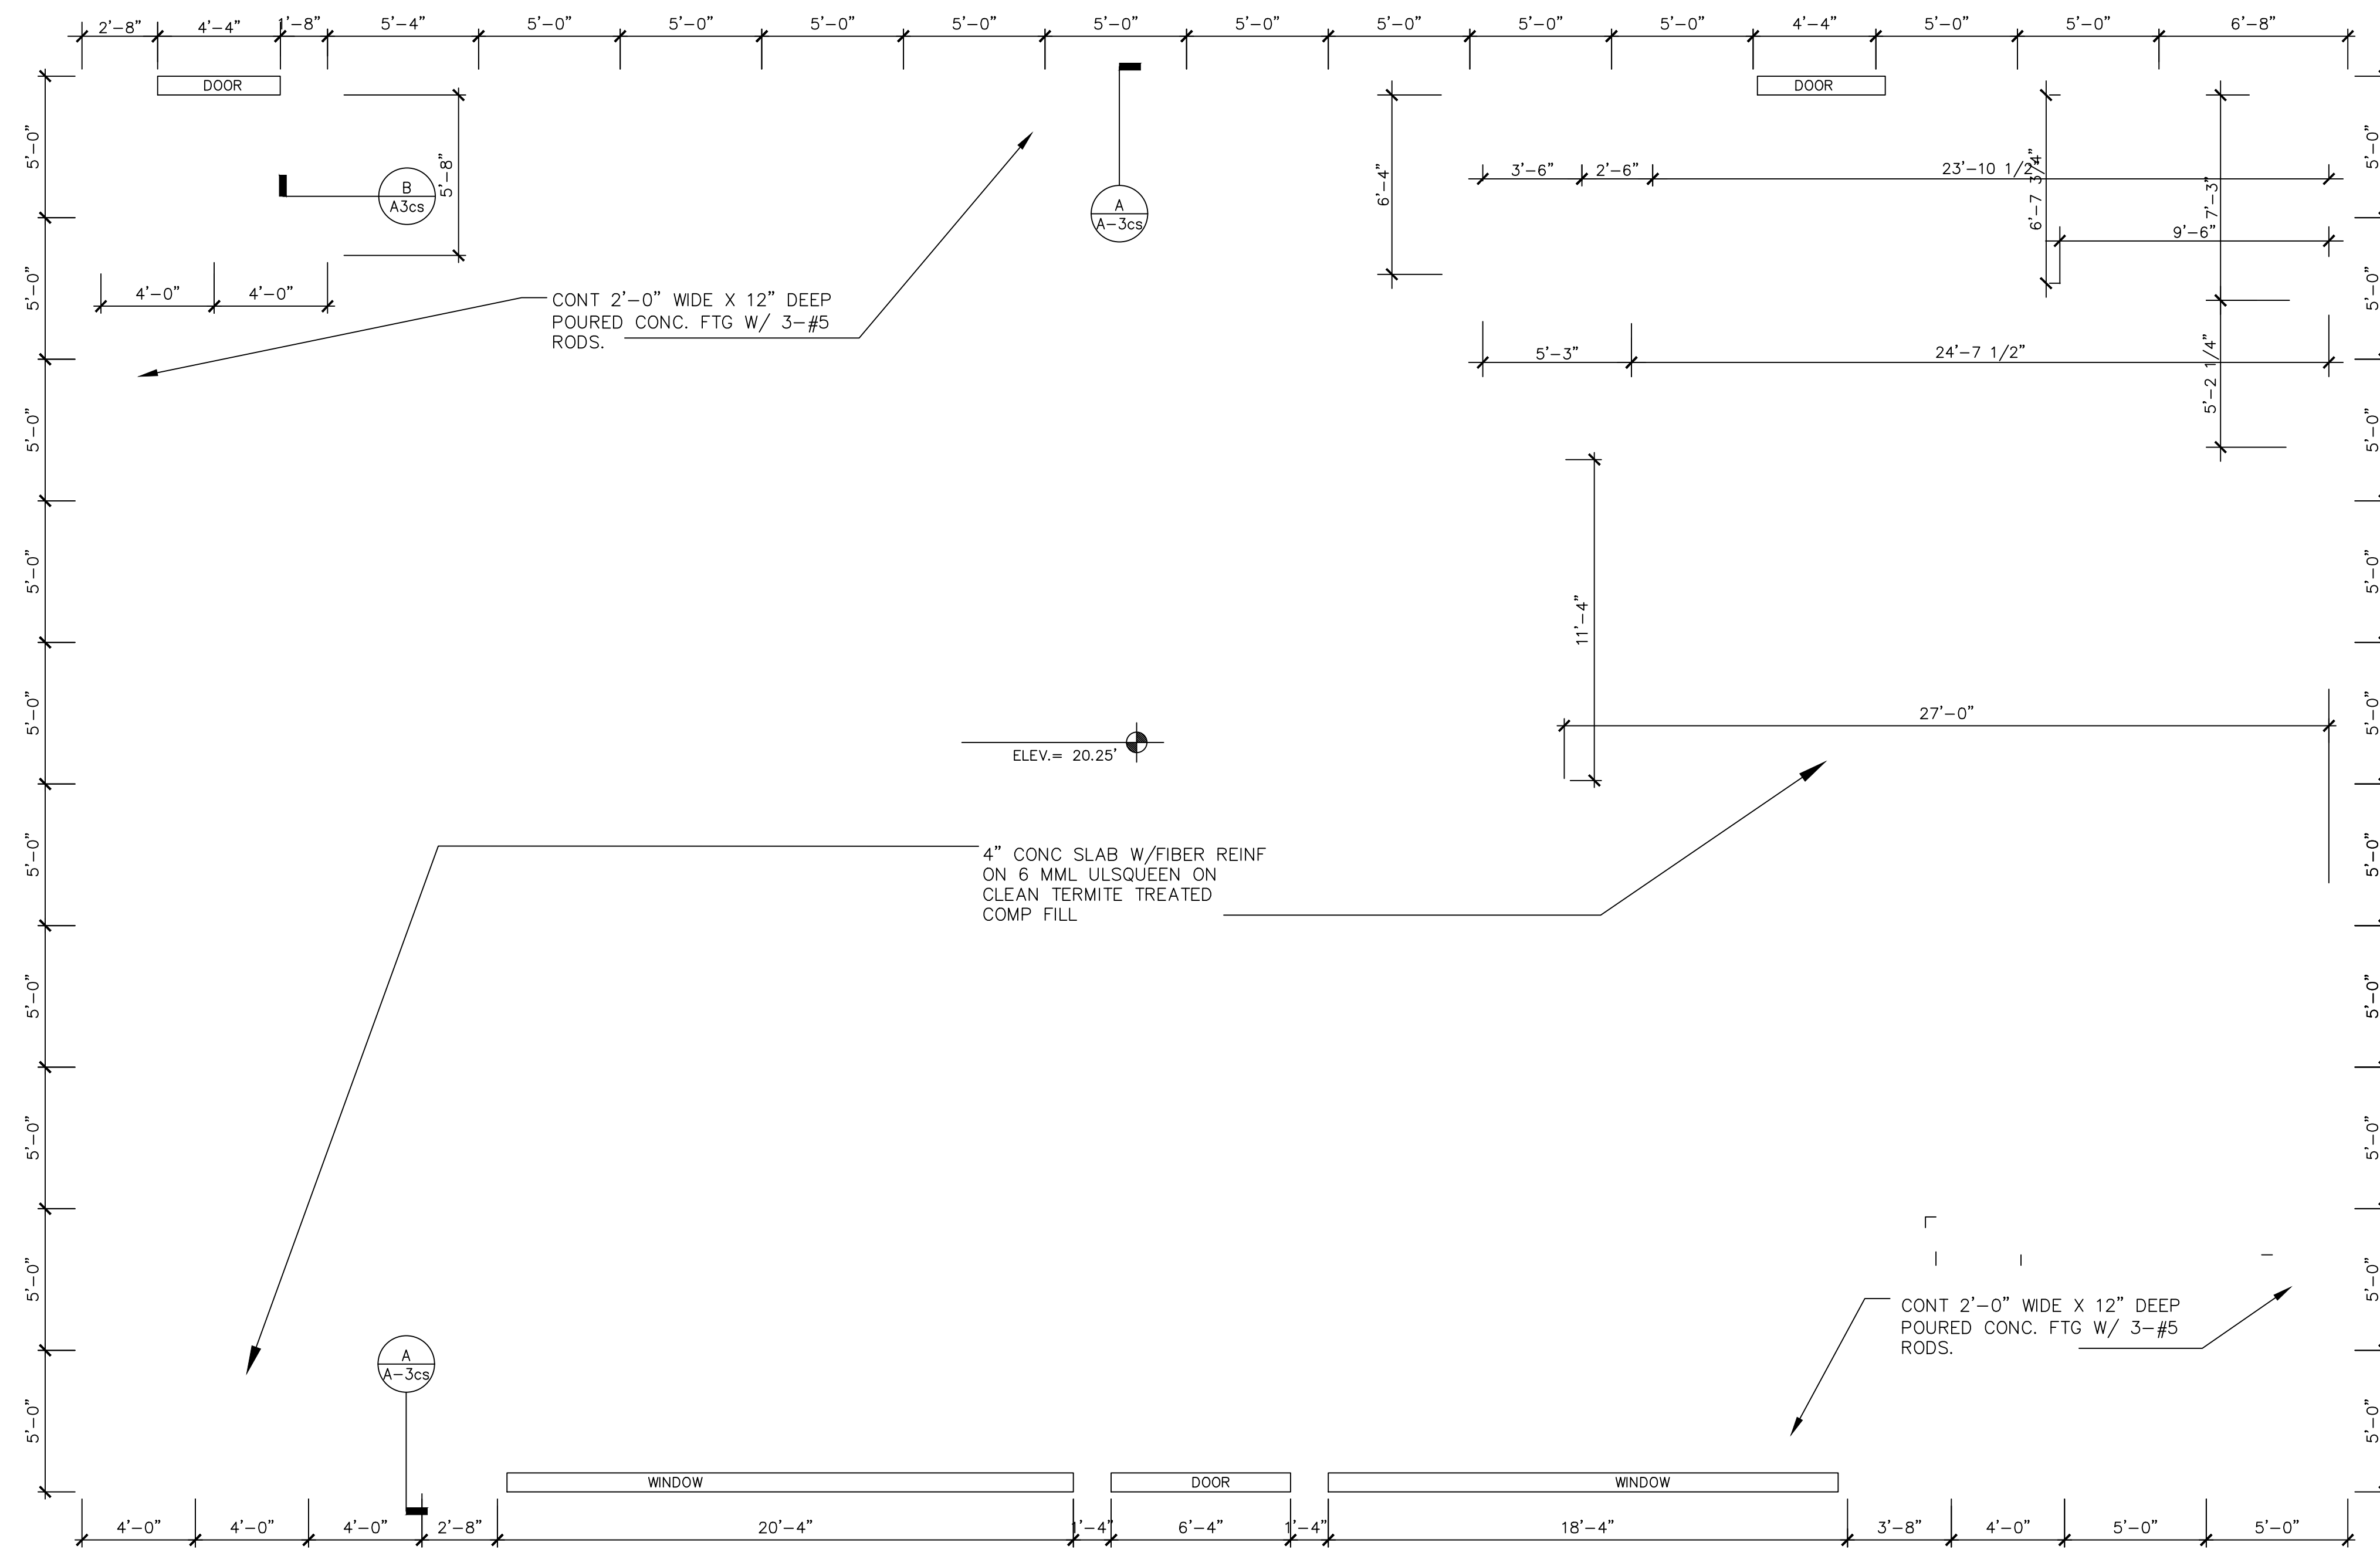 2'-8" 4'-4" 1'-8" 5'-4" 5'-0" 5'-0" 5'-0" 5'-0" 5'-0" 5'-0" 5'-0" 5'-0" 5'-0" 4'-4" 5'-0" 5'-0" 6'-8"
DOOR
DOOR
5'-0"
5'-0"
5'-0"
5'-0"
5'-0"
5'-0"
5'-0"
5'-0"
5'-0"
5'-0"
B
A3cs
5'-8"
4'-0" 4'-0"
A
A-3cs
CONT 2'-0" WIDE X 12" DEEP
POURED CONC. FTG W/ 3-#5
RODS.
6'-4"
3'-6" 2'-6" 23'-10 1/2"
6'-7 3/4"
7'-3"
9'-6"
5'-3" 24'-7 1/2"
5'-2 1/4"
11'-4"
27'-0"
ELEV.= 20.25'
4" CONC SLAB W/FIBER REINF
ON 6 MML ULSQUEEN ON
CLEAN TERMITE TREATED
COMP FILL
5'-0"
5'-0"
5'-0"
5'-0"
5'-0"
5'-0"
5'-0"
5'-0"
5'-0"
5'-0"
CONT 2'-0" WIDE X 12" DEEP
POURED CONC. FTG W/ 3-#5
RODS.
A
A-3cs
WINDOW
DOOR
WINDOW
4'-0" 4'-0" 4'-0" 2'-8" 20'-4" 1'-4" 6'-4" 1'-4" 18'-4" 3'-8" 4'-0" 5'-0" 5'-0"